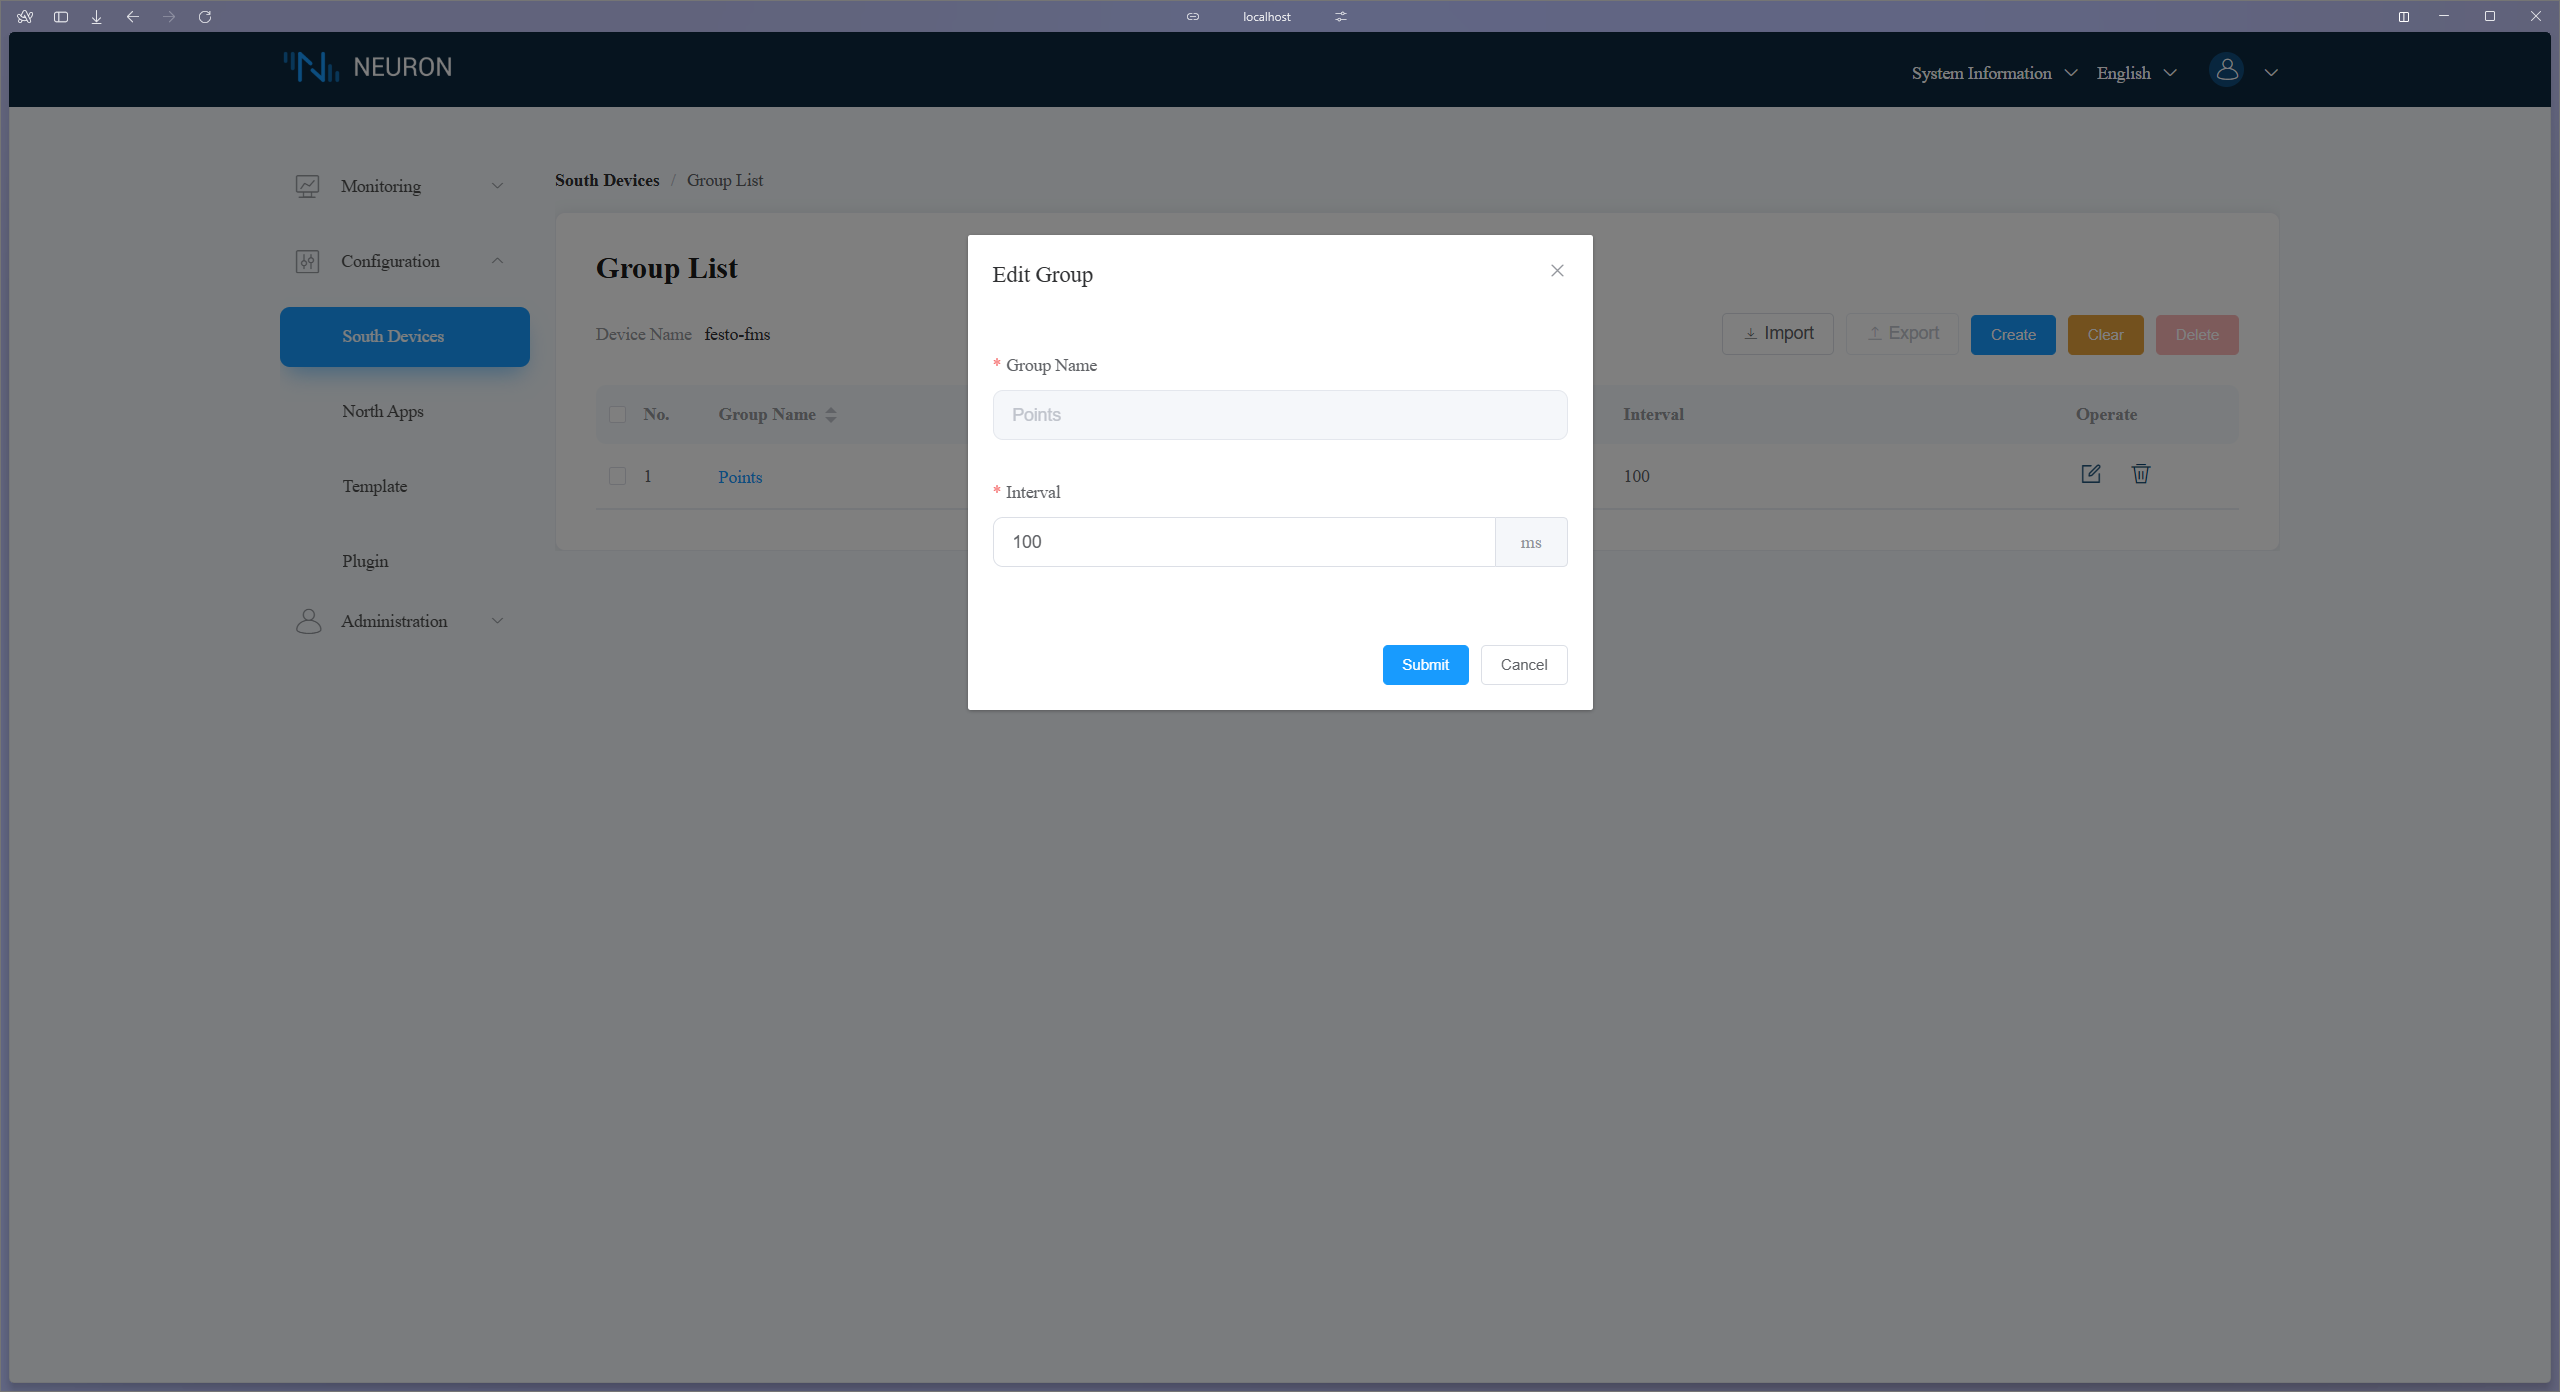 localhost
NEURON
System Information
English
Monitoring
Configuration
South Devices
North Apps
Template
Plugin
Administration
South Devices / Group List
Group List
Device Name festo-fms
Import
Export
Create
Clear
Delete
No. Group Name Interval Operate
1 Points 100
Edit Group
* Group Name
Points
* Interval
100 ms
Submit
Cancel